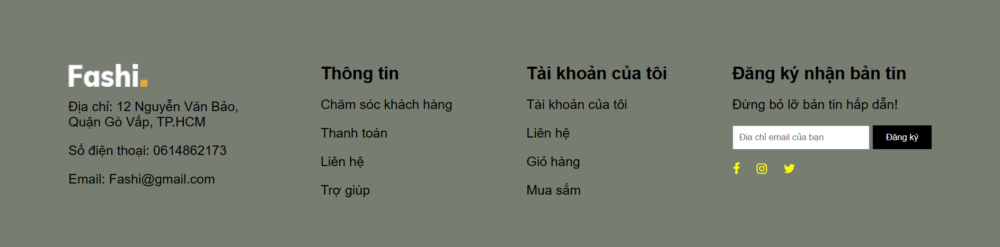 Fashi.
Địa chỉ: 12 Nguyễn Văn Bảo,
Quận Gò Vấp, TP.HCM
Số điện thoại: 0614862173
Email: Fashi@gmail.com
Thông tin
Chăm sóc khách hàng
Thanh toán
Liên hệ
Trợ giúp
Tài khoản của tôi
Tài khoản của tôi
Liên hệ
Giỏ hàng
Mua sắm
Đăng ký nhận bản tin
Đừng bỏ lỡ bản tin hấp dẫn!
Địa chỉ email của bạn
Đăng ký